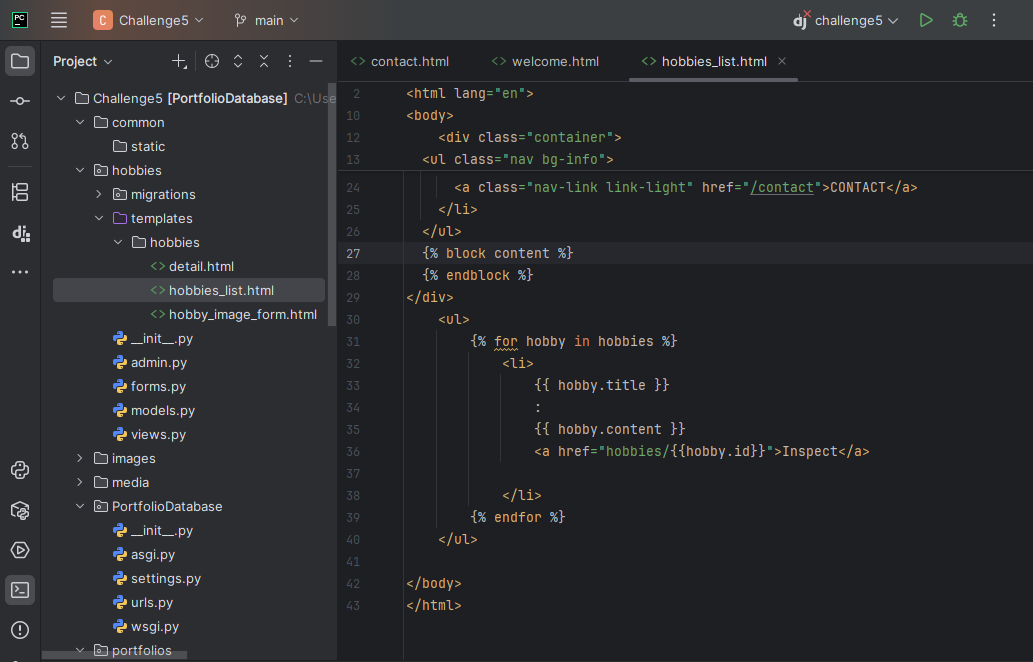 PC
C Challenge5
main
dj challenge5
Project
contact.html
welcome.html
hobbies_list.html
Challenge5 [PortfolioDatabase] C:\Use
common
static
hobbies
migrations
templates
hobbies
detail.html
hobbies_list.html
hobby_image_form.html
__init__.py
admin.py
forms.py
models.py
views.py
images
media
PortfolioDatabase
__init__.py
asgi.py
settings.py
urls.py
wsgi.py
portfolios
2 <html lang="en">
10 <body>
12 <div class="container">
13 <ul class="nav bg-info">
24 <a class="nav-link link-light" href="/contact">CONTACT</a>
25 </li>
26 </ul>
27 {% block content %}
28 {% endblock %}
29 </div>
30 <ul>
31 {% for hobby in hobbies %}
32 <li>
33 {{ hobby.title }}
34 :
35 {{ hobby.content }}
36 <a href="hobbies/{{hobby.id}}">Inspect</a>
37
38 </li>
39 {% endfor %}
40 </ul>
41
42 </body>
43 </html>